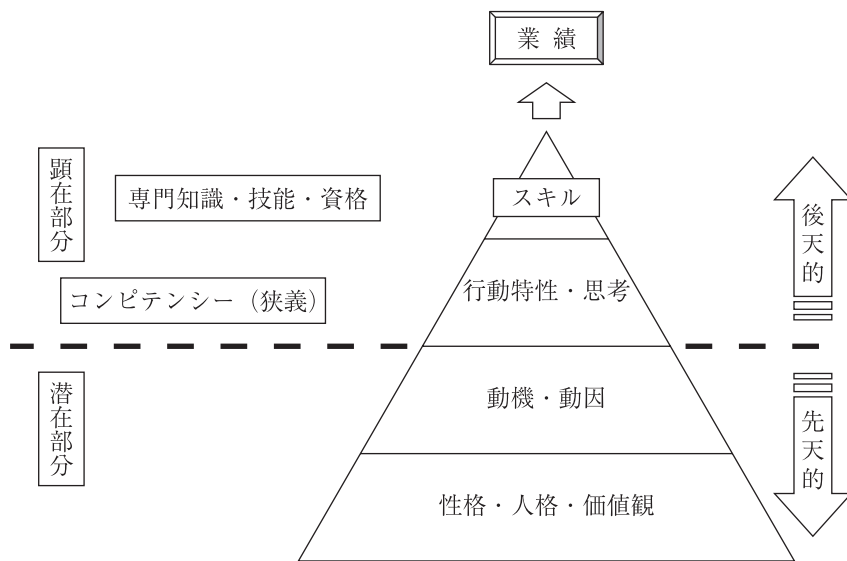 業績
顕在部分
専門知識・技能・資格
スキル
後天的
コンピテンシー（狭義）
行動特性・思考
潜在部分
動機・動因
先天的
性格・人格・価値観